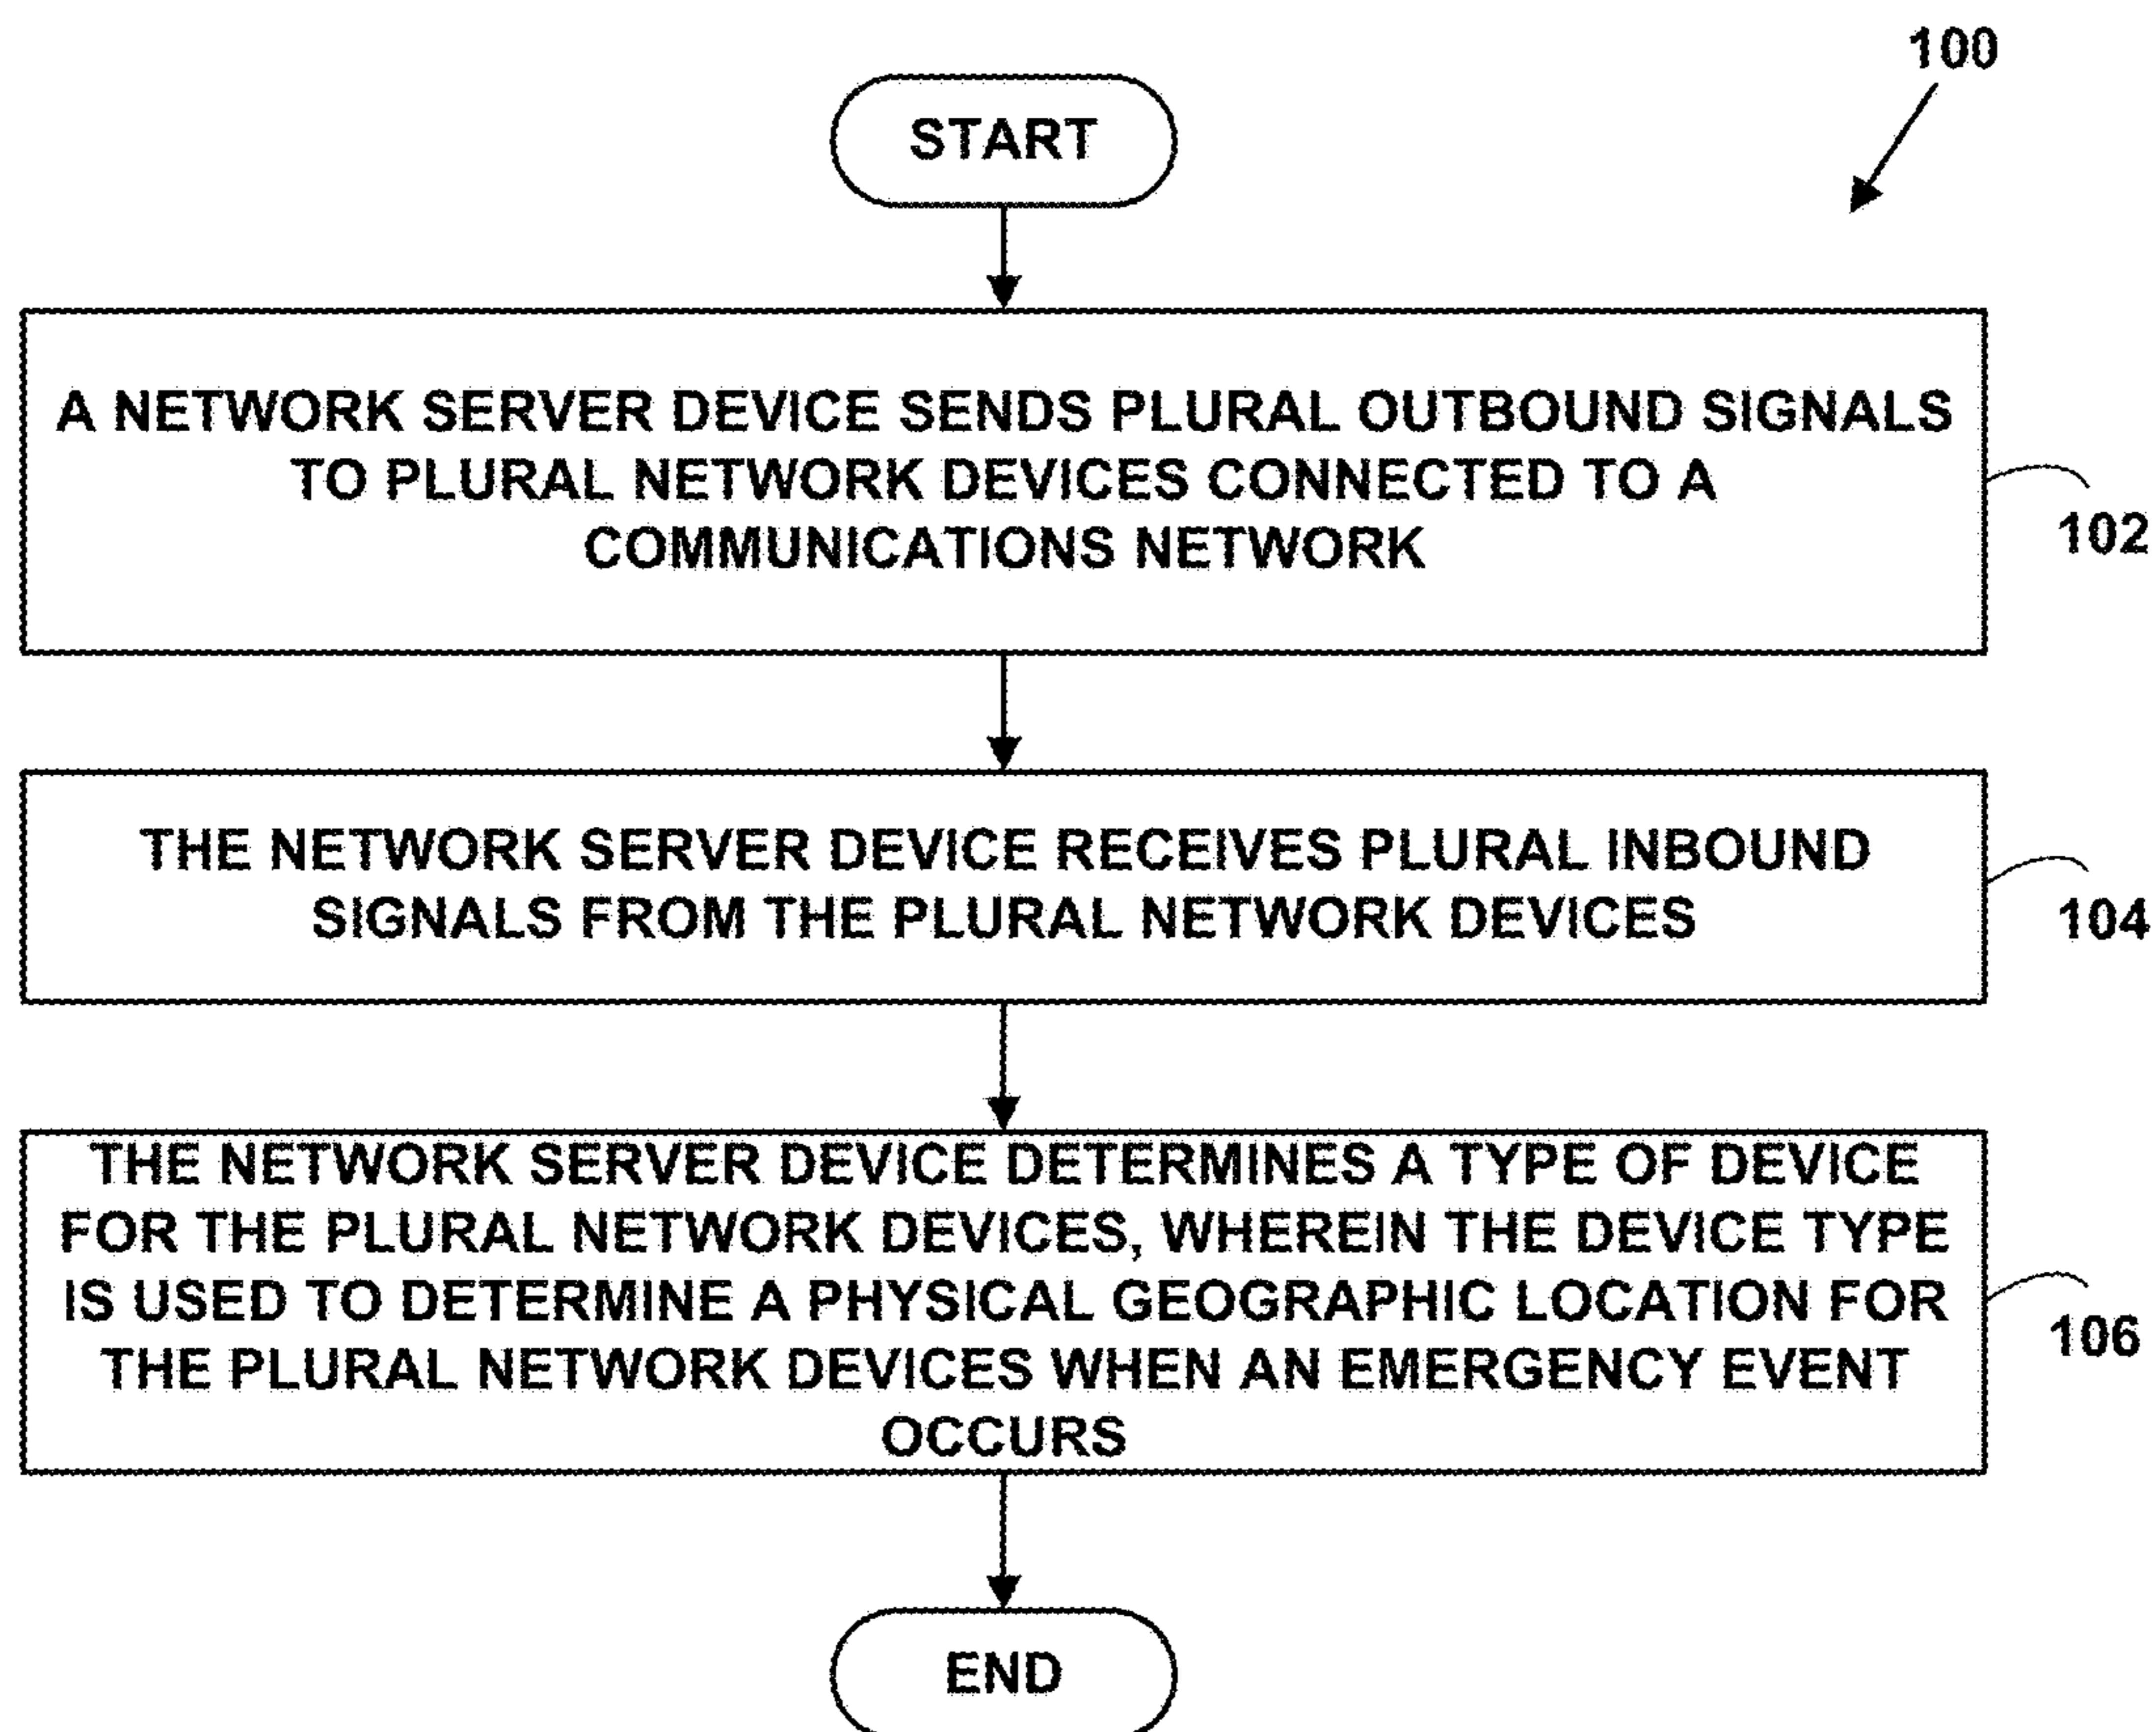 100
START
A NETWORK SERVER DEVICE SENDS PLURAL OUTBOUND SIGNALS
TO PLURAL NETWORK DEVICES CONNECTED TO A
COMMUNICATIONS NETWORK
102
THE NETWORK SERVER DEVICE RECEIVES PLURAL INBOUND
SIGNALS FROM THE PLURAL NETWORK DEVICES
104
THE NETWORK SERVER DEVICE DETERMINES A TYPE OF DEVICE
FOR THE PLURAL NETWORK DEVICES, WHEREIN THE DEVICE TYPE
IS USED TO DETERMINE A PHYSICAL GEOGRAPHIC LOCATION FOR
THE PLURAL NETWORK DEVICES WHEN AN EMERGENCY EVENT
OCCURS
106
END